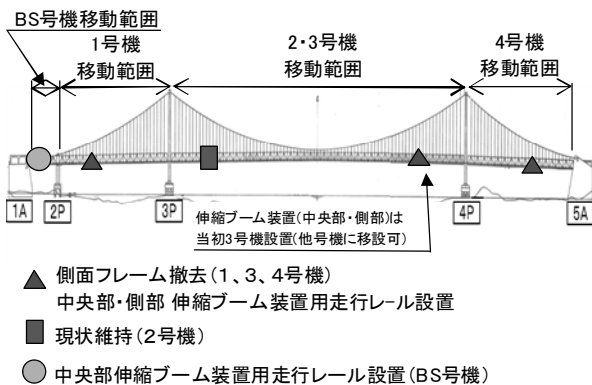 BS号機移動範囲
1号機
移動範囲
2・3号機
移動範囲
4号機
移動範囲
1A
2P
3P
4P
5A
伸縮ブーム装置(中央部・側部)は
当初3号機設置(他号機に移設可)
側面フレーム撤去(1、3、4号機)
中央部・側部 伸縮ブーム装置用走行レール設置
現状維持(2号機)
中央部伸縮ブーム装置用走行レール設置(BS号機)